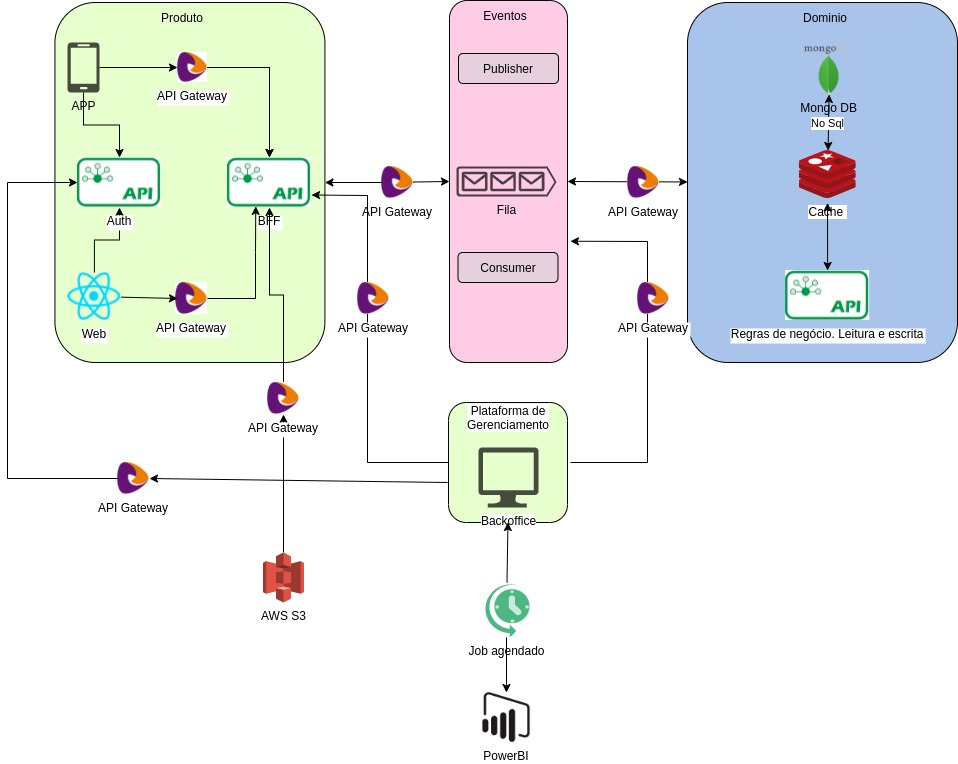 Produto
Eventos
Dominio
APP
API Gateway
API
Auth
API
BFF
Web
API Gateway
API Gateway
API Gateway
Publisher
Fila
Consumer
API Gateway
API Gateway
mongo
Mongo DB
No Sql
Cache
API
Regras de negócio. Leitura e escrita
API Gateway
API Gateway
Plataforma de
Gerenciamento
Backoffice
AWS S3
Job agendado
PowerBI